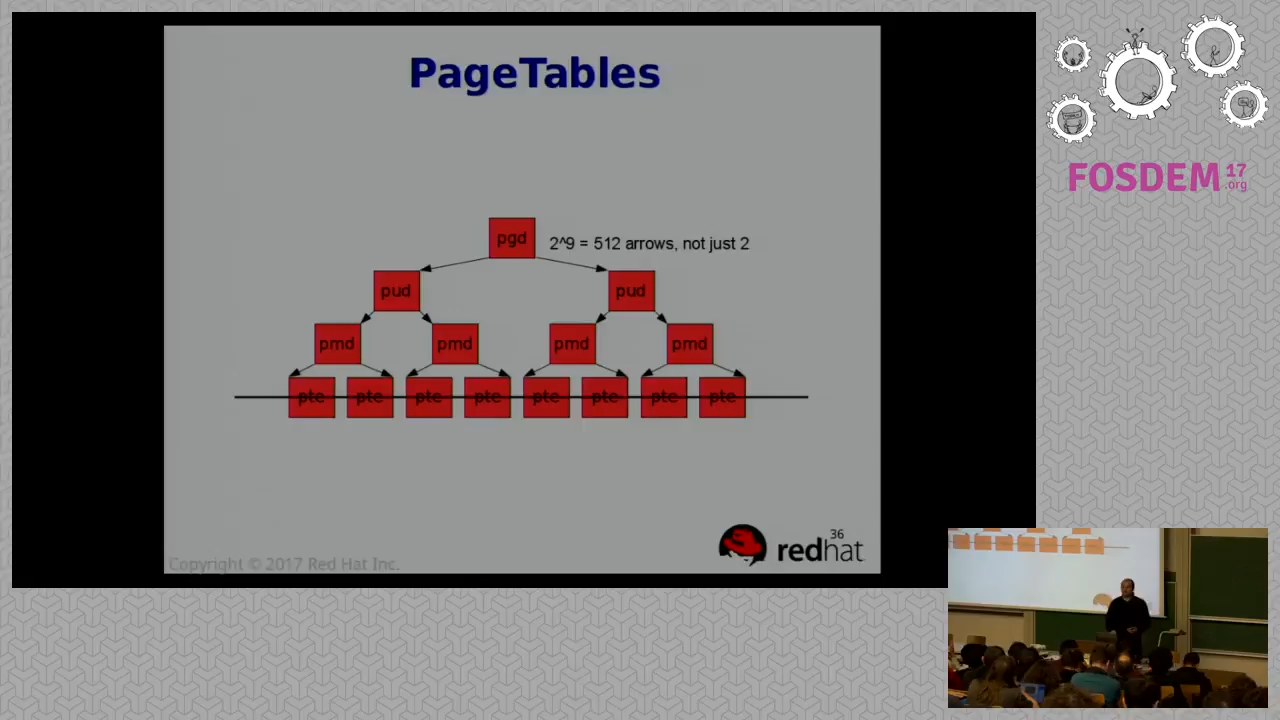 PageTables
pgd 2^9 = 512 arrows, not just 2
pud pud
pmd pmd pmd pmd
pte pte pte pte pte pte pte pte
36
redhat
Copyright © 2017 Red Hat Inc.
FOSDEM 17
.org